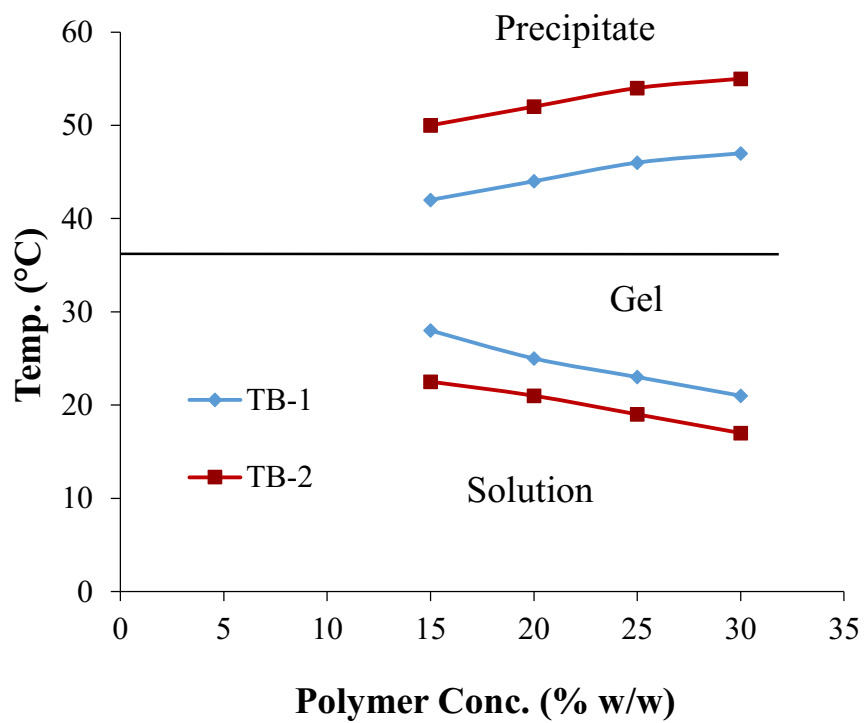 Precipitate
60
50
40
30
20
10
0
Temp. (°C)
Gel
TB-1
TB-2
Solution
0 5 10 15 20 25 30 35
Polymer Conc. (% w/w)